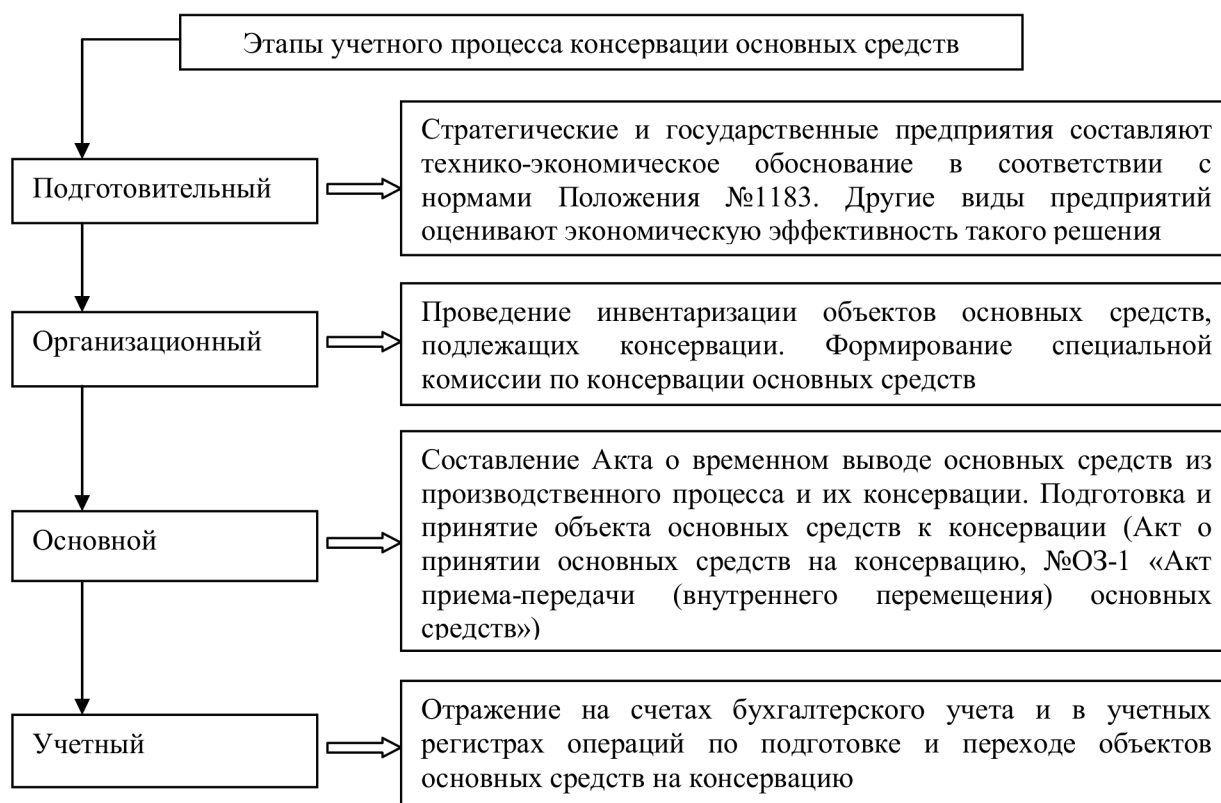 Этапы учетного процесса консервации основных средств
Подготовительный
Стратегические и государственные предприятия составляют
технико-экономическое обоснование в соответствии с
нормами Положения №1183. Другие виды предприятий
оценивают экономическую эффективность такого решения
Организационный
Проведение инвентаризации объектов основных средств,
подлежащих консервации. Формирование специальной
комиссии по консервации основных средств
Основной
Составление Акта о временном выводе основных средств из
производственного процесса и их консервации. Подготовка и
принятие объекта основных средств к консервации (Акт о
принятии основных средств на консервацию, №ОЗ-1 «Акт
приема-передачи (внутреннего перемещения) основных
средств»)
Учетный
Отражение на счетах бухгалтерского учета и в учетных
регистрах операций по подготовке и переходе объектов
основных средств на консервацию